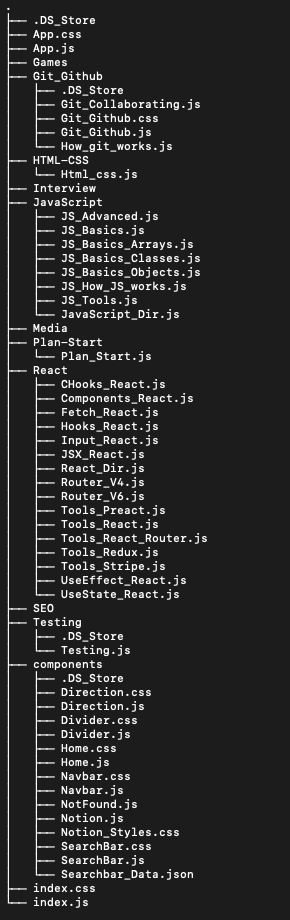 .
├── .DS_Store
├── App.css
├── App.js
├── Games
├── Git_Github
│   ├── .DS_Store
│   ├── Git_Collaborating.js
│   ├── Git_Github.css
│   ├── Git_Github.js
│   └── How_git_works.js
├── HTML-CSS
│   └── Html_css.js
├── Interview
├── JavaScript
│   ├── JS_Advanced.js
│   ├── JS_Basics.js
│   ├── JS_Basics_Arrays.js
│   ├── JS_Basics_Classes.js
│   ├── JS_Basics_Objects.js
│   ├── JS_How_JS_works.js
│   ├── JS_Tools.js
│   └── JavaScript_Dir.js
├── Media
├── Plan-Start
│   └── Plan_Start.js
├── React
│   ├── CHooks_React.js
│   ├── Components_React.js
│   ├── Fetch_React.js
│   ├── Hooks_React.js
│   ├── Input_React.js
│   ├── JSX_React.js
│   ├── React_Dir.js
│   ├── Router_V4.js
│   ├── Router_V6.js
│   ├── Tools_Preact.js
│   ├── Tools_React.js
│   ├── Tools_React_Router.js
│   ├── Tools_Redux.js
│   ├── Tools_Stripe.js
│   ├── UseEffect_React.js
│   └── UseState_React.js
├── SEO
├── Testing
│   ├── .DS_Store
│   └── Testing.js
├── components
│   ├── .DS_Store
│   ├── Direction.css
│   ├── Direction.js
│   ├── Divider.css
│   ├── Divider.js
│   ├── Home.css
│   ├── Home.js
│   ├── Navbar.css
│   ├── Navbar.js
│   ├── NotFound.js
│   ├── Notion.js
│   ├── Notion_Styles.css
│   ├── SearchBar.css
│   ├── SearchBar.js
│   └── Searchbar_Data.json
├── index.css
└── index.js